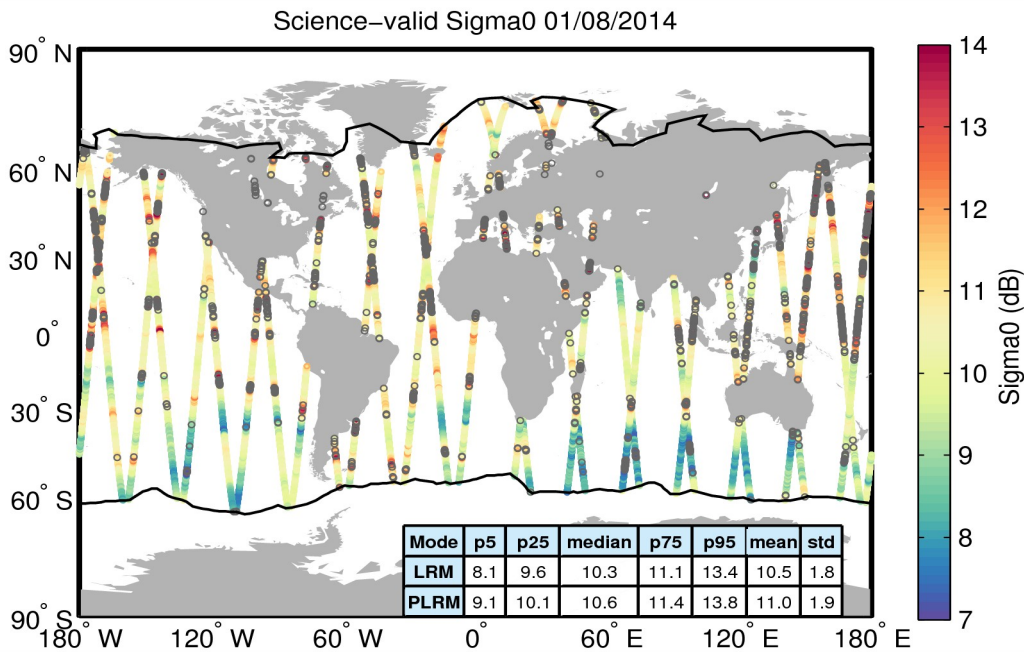 Science−valid Sigma0 01/08/2014
90° N
60° N
30° N
0°
30° S
60° S
90° S
180° W
120° W
60° W
0°
60° E
120° E
180° E
14
13
12
11
10
9
8
7
Sigma0 (dB)
Mode p5 p25 median p75 p95 mean std
LRM 8.1 9.6 10.3 11.1 13.4 10.5 1.8
PLRM 9.1 10.1 10.6 11.4 13.8 11.0 1.9